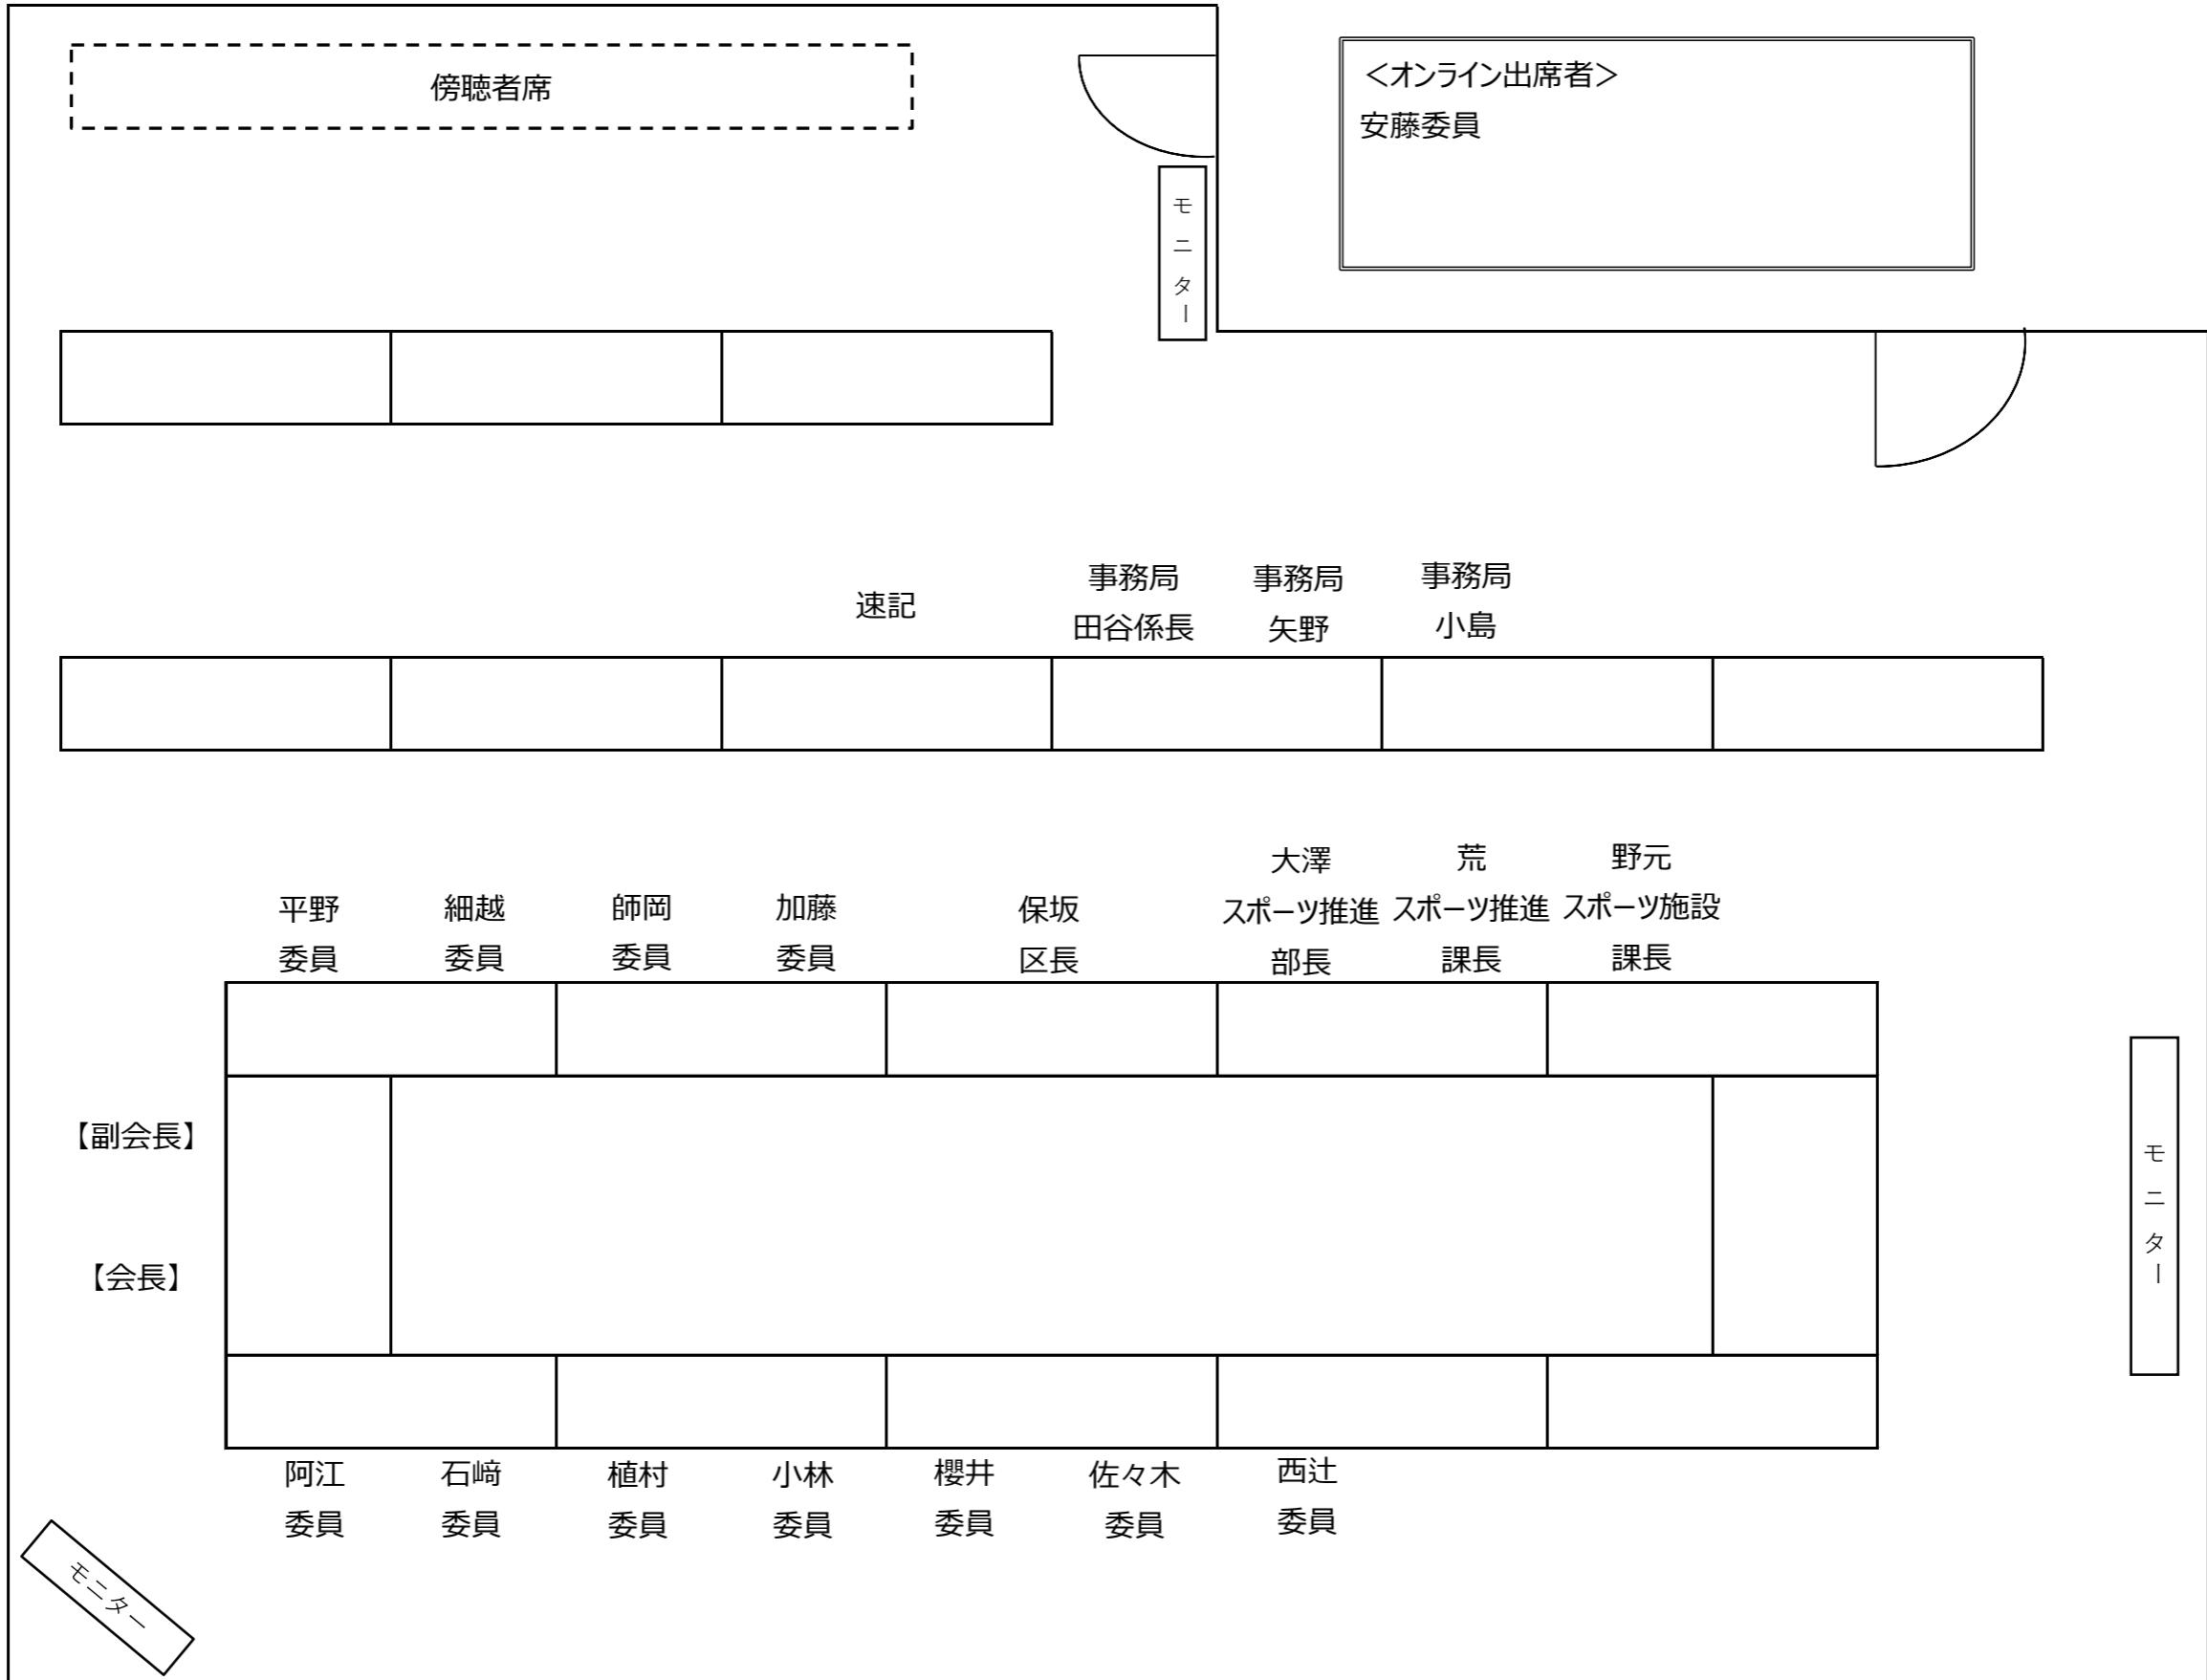 傍聴者席
＜オンライン出席者＞
安藤委員
モニター
速記
事務局
田谷係長
事務局
矢野
事務局
小島
平野
委員
細越
委員
師岡
委員
加藤
委員
保坂
区長
大澤
スポーツ推進
部長
荒
スポーツ推進
課長
野元
スポーツ施設
課長
【副会長】
【会長】
モニター
阿江
委員
石﨑
委員
植村
委員
小林
委員
櫻井
委員
佐々木
委員
西辻
委員
モニター